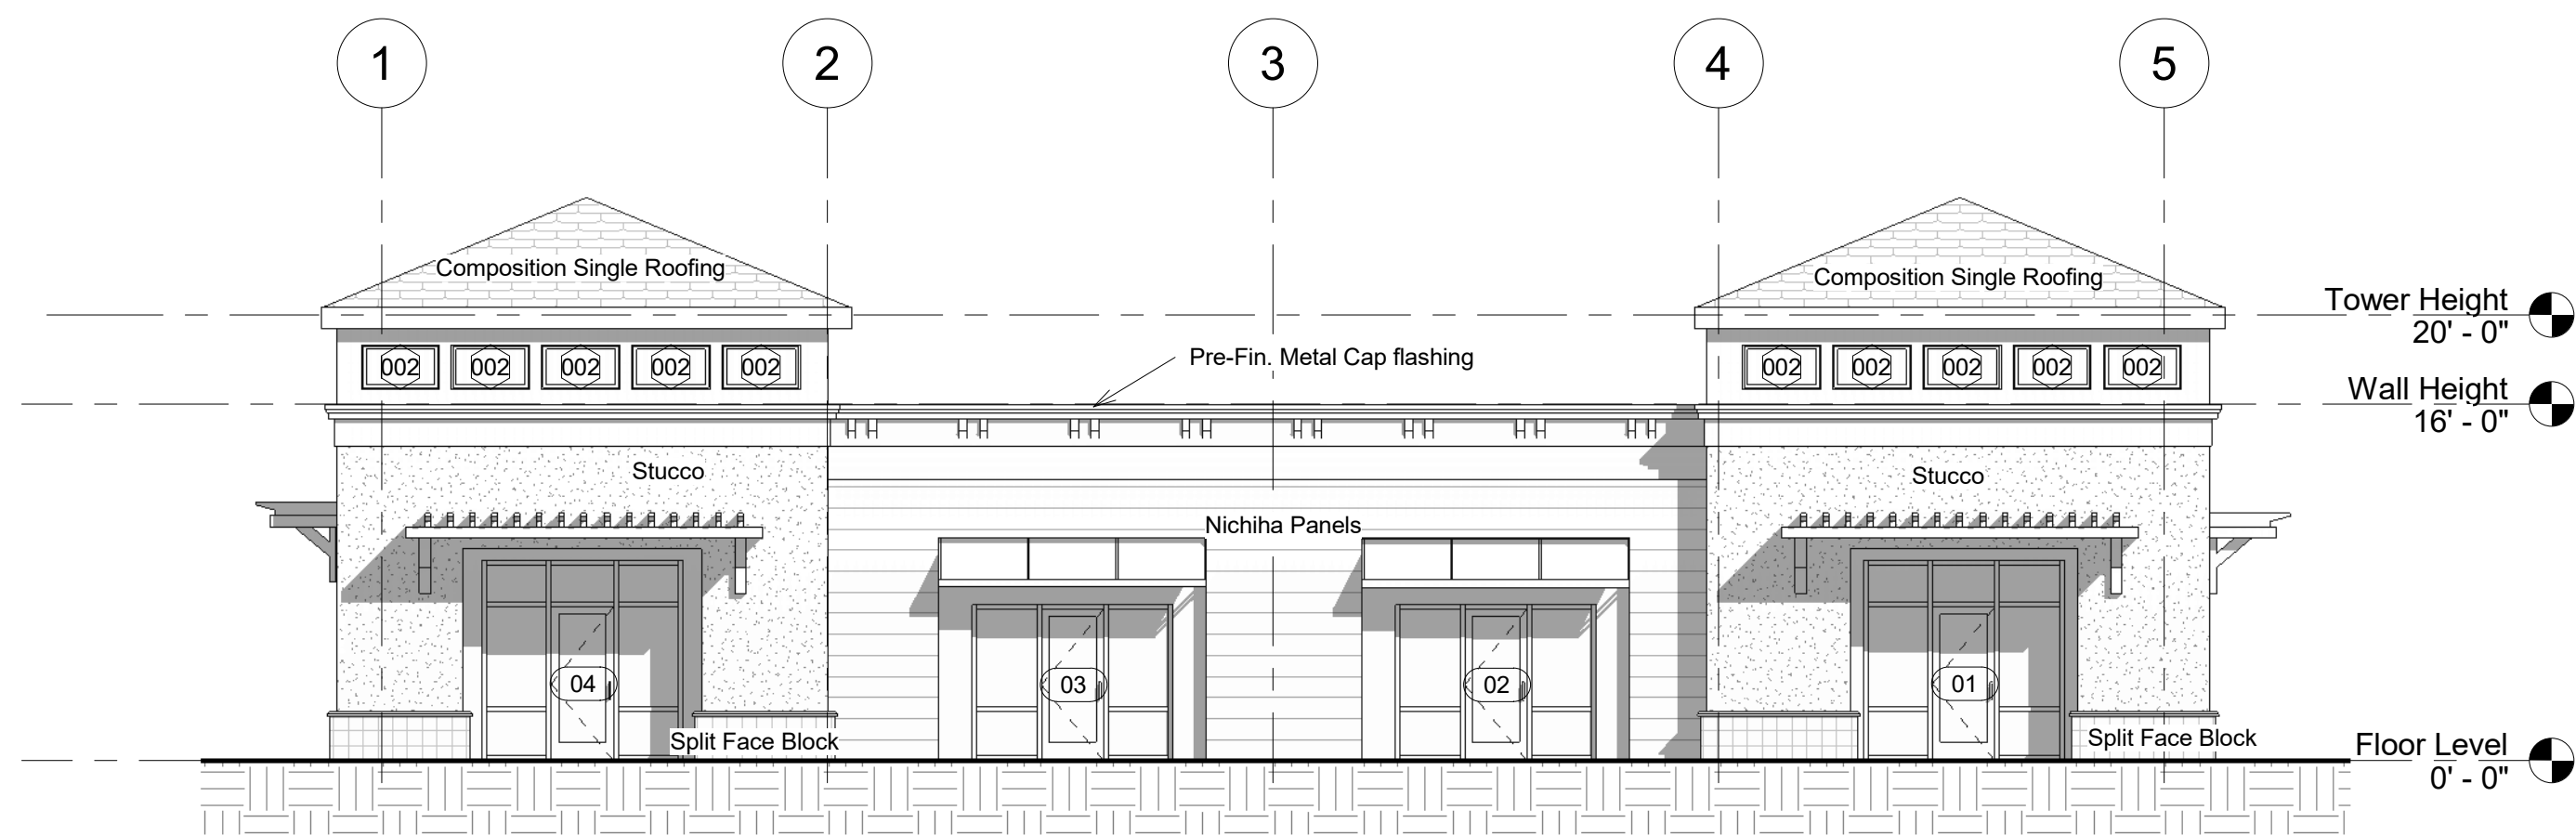 1
2
3
4
5
Composition Single Roofing
Composition Single Roofing
Tower Height
20' - 0"
Pre-Fin. Metal Cap flashing
002
002
002
002
002
002
002
002
002
002
Wall Height
16' - 0"
Stucco
Stucco
Nichiha Panels
04
03
02
01
Split Face Block
Split Face Block
Floor Level
0' - 0"